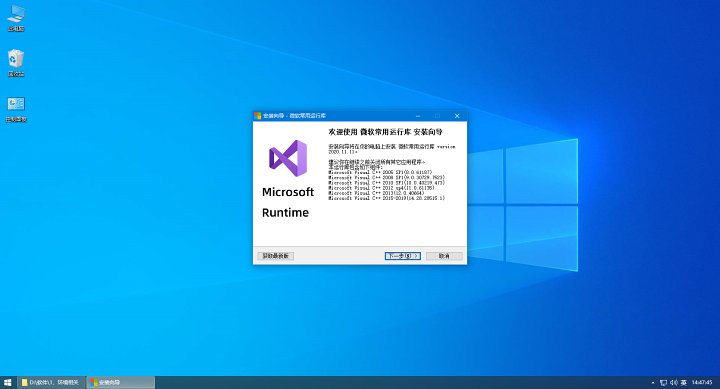 此电脑
回收站
控制面板
安装向导 - 微软常用运行库
欢迎使用 微软常用运行库 安装向导
安装向导将在你的电脑上安装 微软常用运行库 version
2020.11.11。
建议你在继续之前关闭所有其它应用程序。
本运行库包含如下组件:
Microsoft Visual C++ 2005 SP1(8.0.61187)
Microsoft Visual C++ 2008 SP1(9.0.30729.7523)
Microsoft Visual C++ 2010 SP1(10.0.40219.473)
Microsoft Visual C++ 2012 up4(11.0.61135)
Microsoft Visual C++ 2013(12.0.40664)
Microsoft Visual C++ 2015-2019(14.28.29515.1)
Microsoft
Runtime
获取最新版
下一步(N) >
取消
D:\软件\1、环境相关
安装向导
英
14:47:45